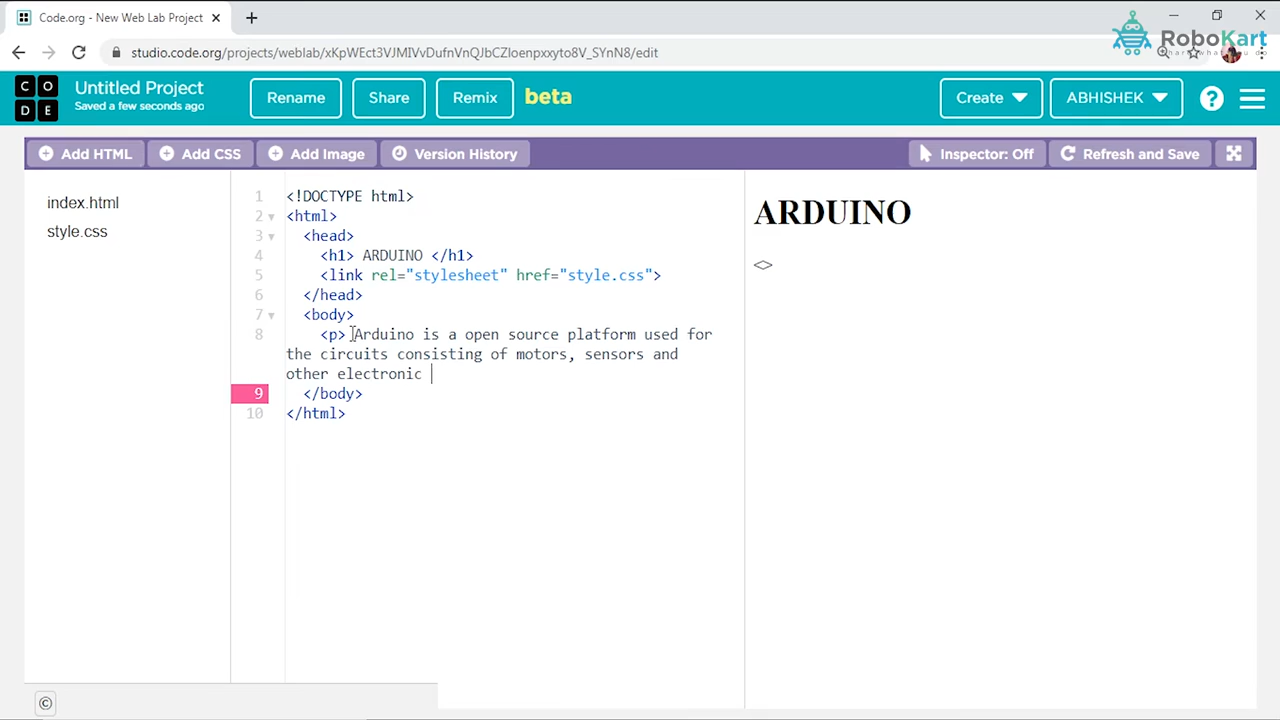 Code.org - New Web Lab Project
studio.code.org/projects/weblab/xKpWEct3VJMIVVDufnVnQJbCZIoenpxxyto8V_SYnN8/edit
RoboKart
CODE
Untitled Project
Saved a few seconds ago
Rename
Share
Remix
beta
Create
ABHISHEK
?
Add HTML
Add CSS
Add Image
Version History
Inspector: Off
Refresh and Save
index.html
style.css
1 <!DOCTYPE html>
2 <html>
3 <head>
4 <h1> ARDUINO </h1>
5 <link rel="stylesheet" href="style.css">
6 </head>
7 <body>
8 <p> Arduino is a open source platform used for
the circuits consisting of motors, sensors and
other electronic
9 </body>
10 </html>
ARDUINO
<>
©